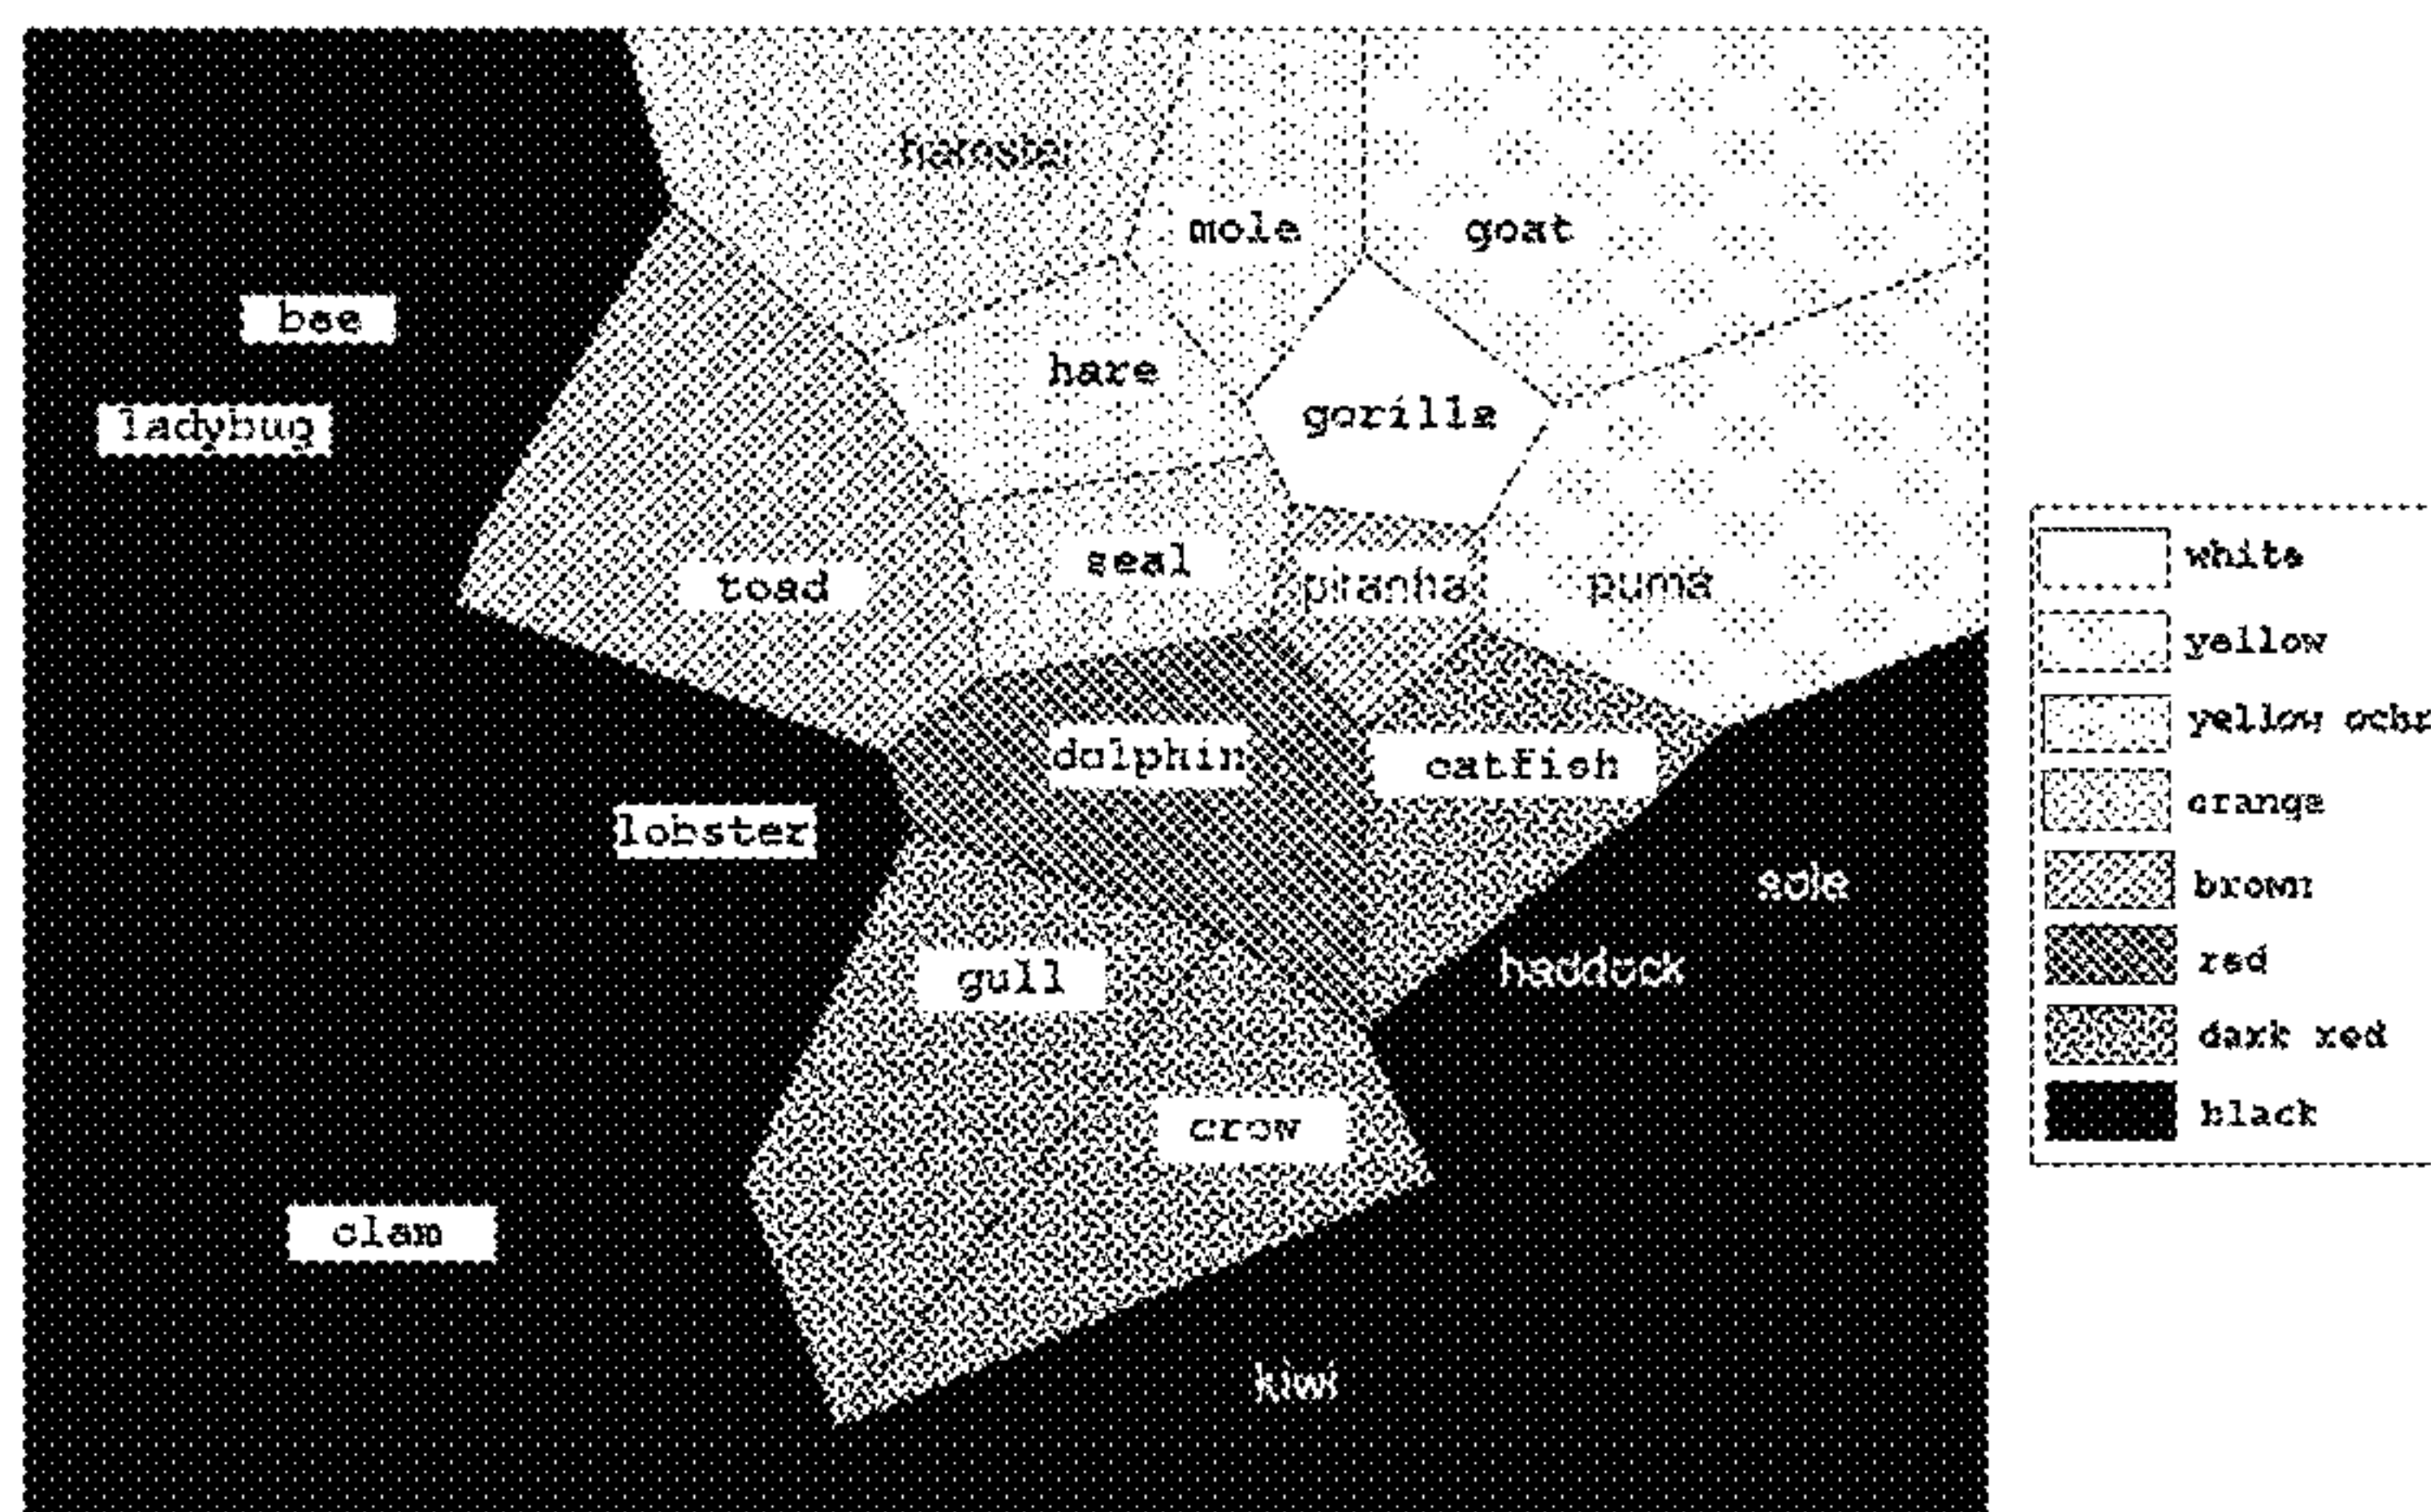 hamster
mole
goat
bee
hare
gorilla
ladybug
seal
toad
piranha
puma
dolphin
catfish
lobster
sole
haddock
gull
crow
clam
kiwi
white
yellow
yellow ochr
orange
brown
red
dark red
black